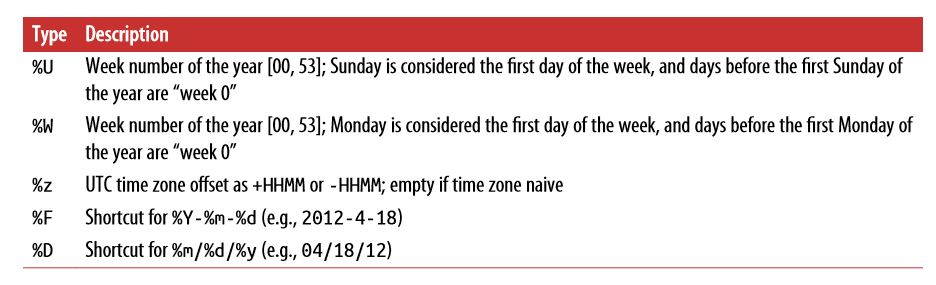 Type Description
%U Week number of the year [00, 53]; Sunday is considered the first day of the week, and days before the first Sunday of
the year are “week 0”
%W Week number of the year [00, 53]; Monday is considered the first day of the week, and days before the first Monday of
the year are “week 0”
%z UTC time zone offset as +HHMM or -HHMM; empty if time zone naive
%F Shortcut for %Y-%m-%d (e.g., 2012-4-18)
%D Shortcut for %m/%d/%y (e.g., 04/18/12)